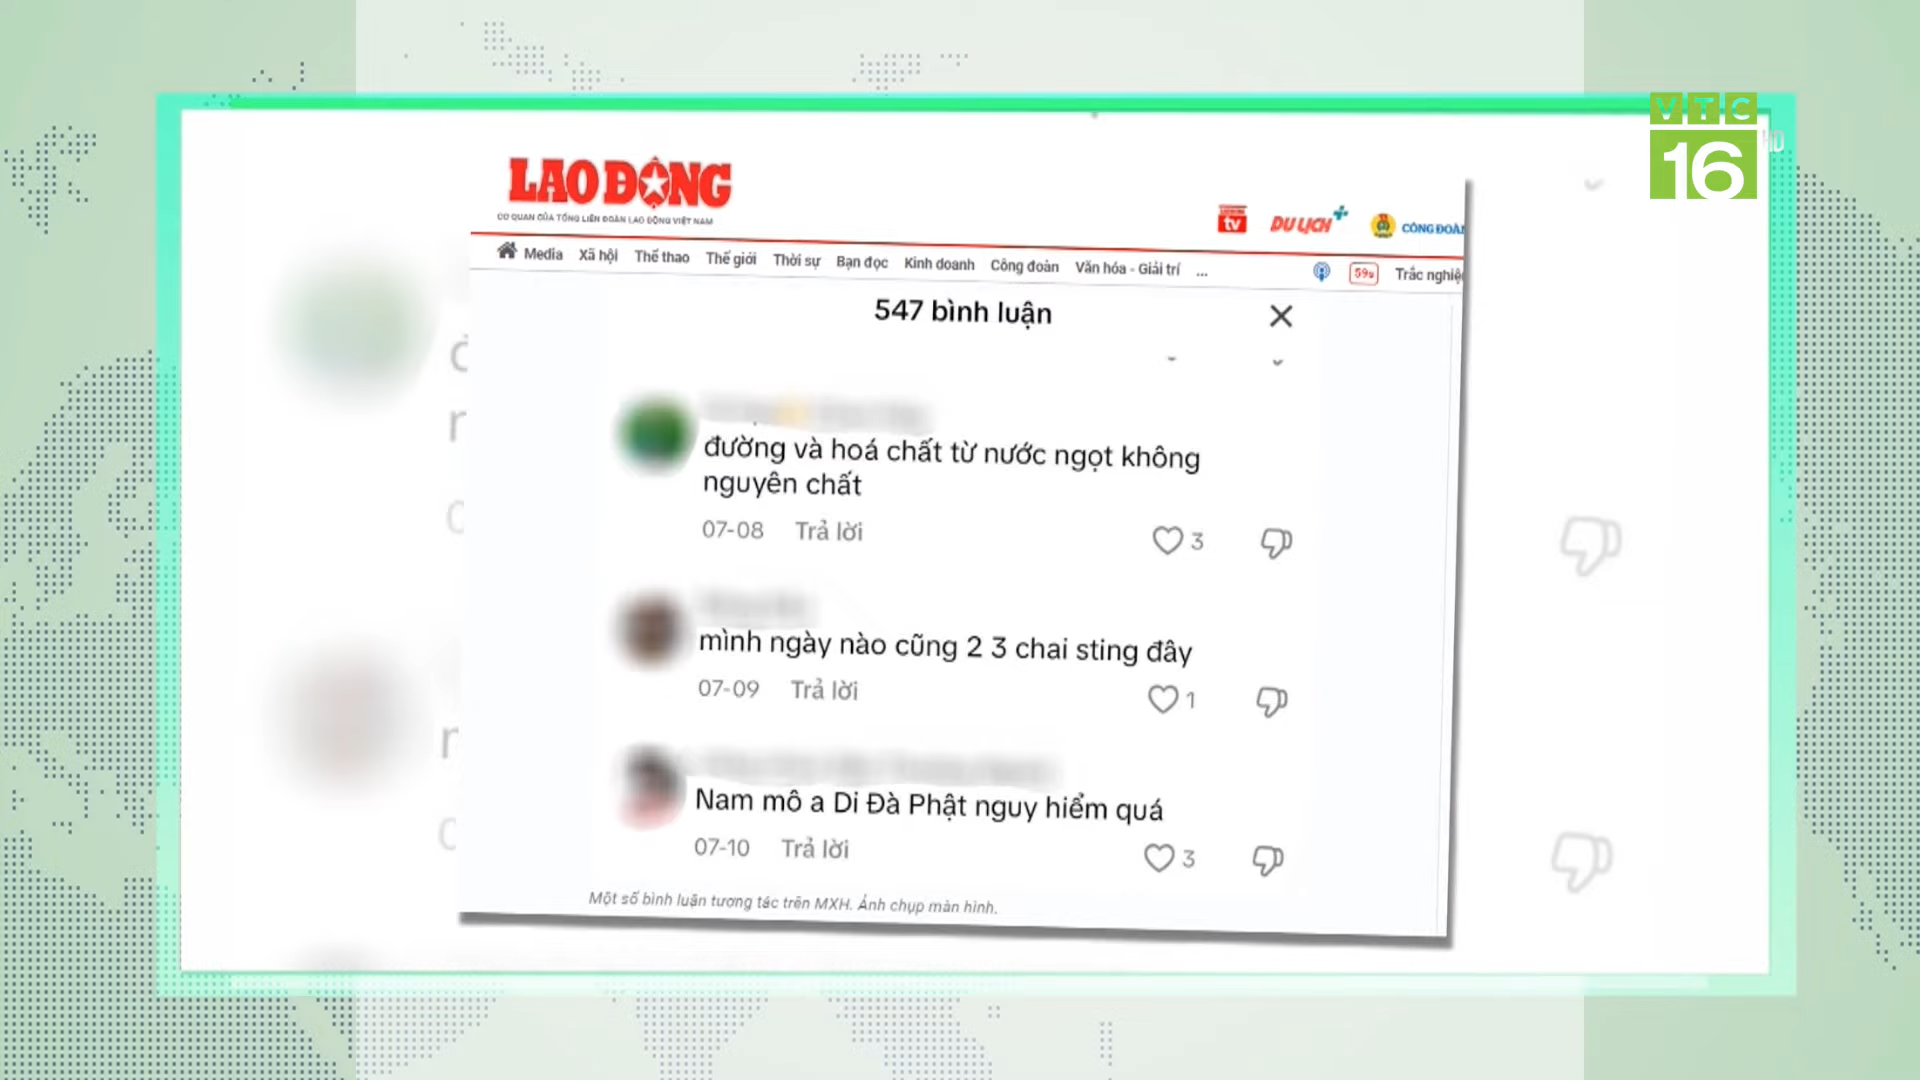 VTC
16 HD
LAO ĐỘNG
CƠ QUAN CỦA TỔNG LIÊN ĐOÀN LAO ĐỘNG VIỆT NAM
tv DU LỊCH+ CÔNG ĐOÀN
Media Xã hội Thể thao Thế giới Thời sự Bạn đọc Kinh doanh Công đoàn Văn hóa - Giải trí ... 59s
547 bình luận
đường và hoá chất từ nước ngọt không
nguyên chất
07-08 Trả lời 3
mình ngày nào cũng 2 3 chai sting đây
07-09 Trả lời 1
Nam mô a Di Đà Phật nguy hiểm quá
07-10 Trả lời 3
Một số bình luận tương tác trên MXH. Ảnh chụp màn hình.